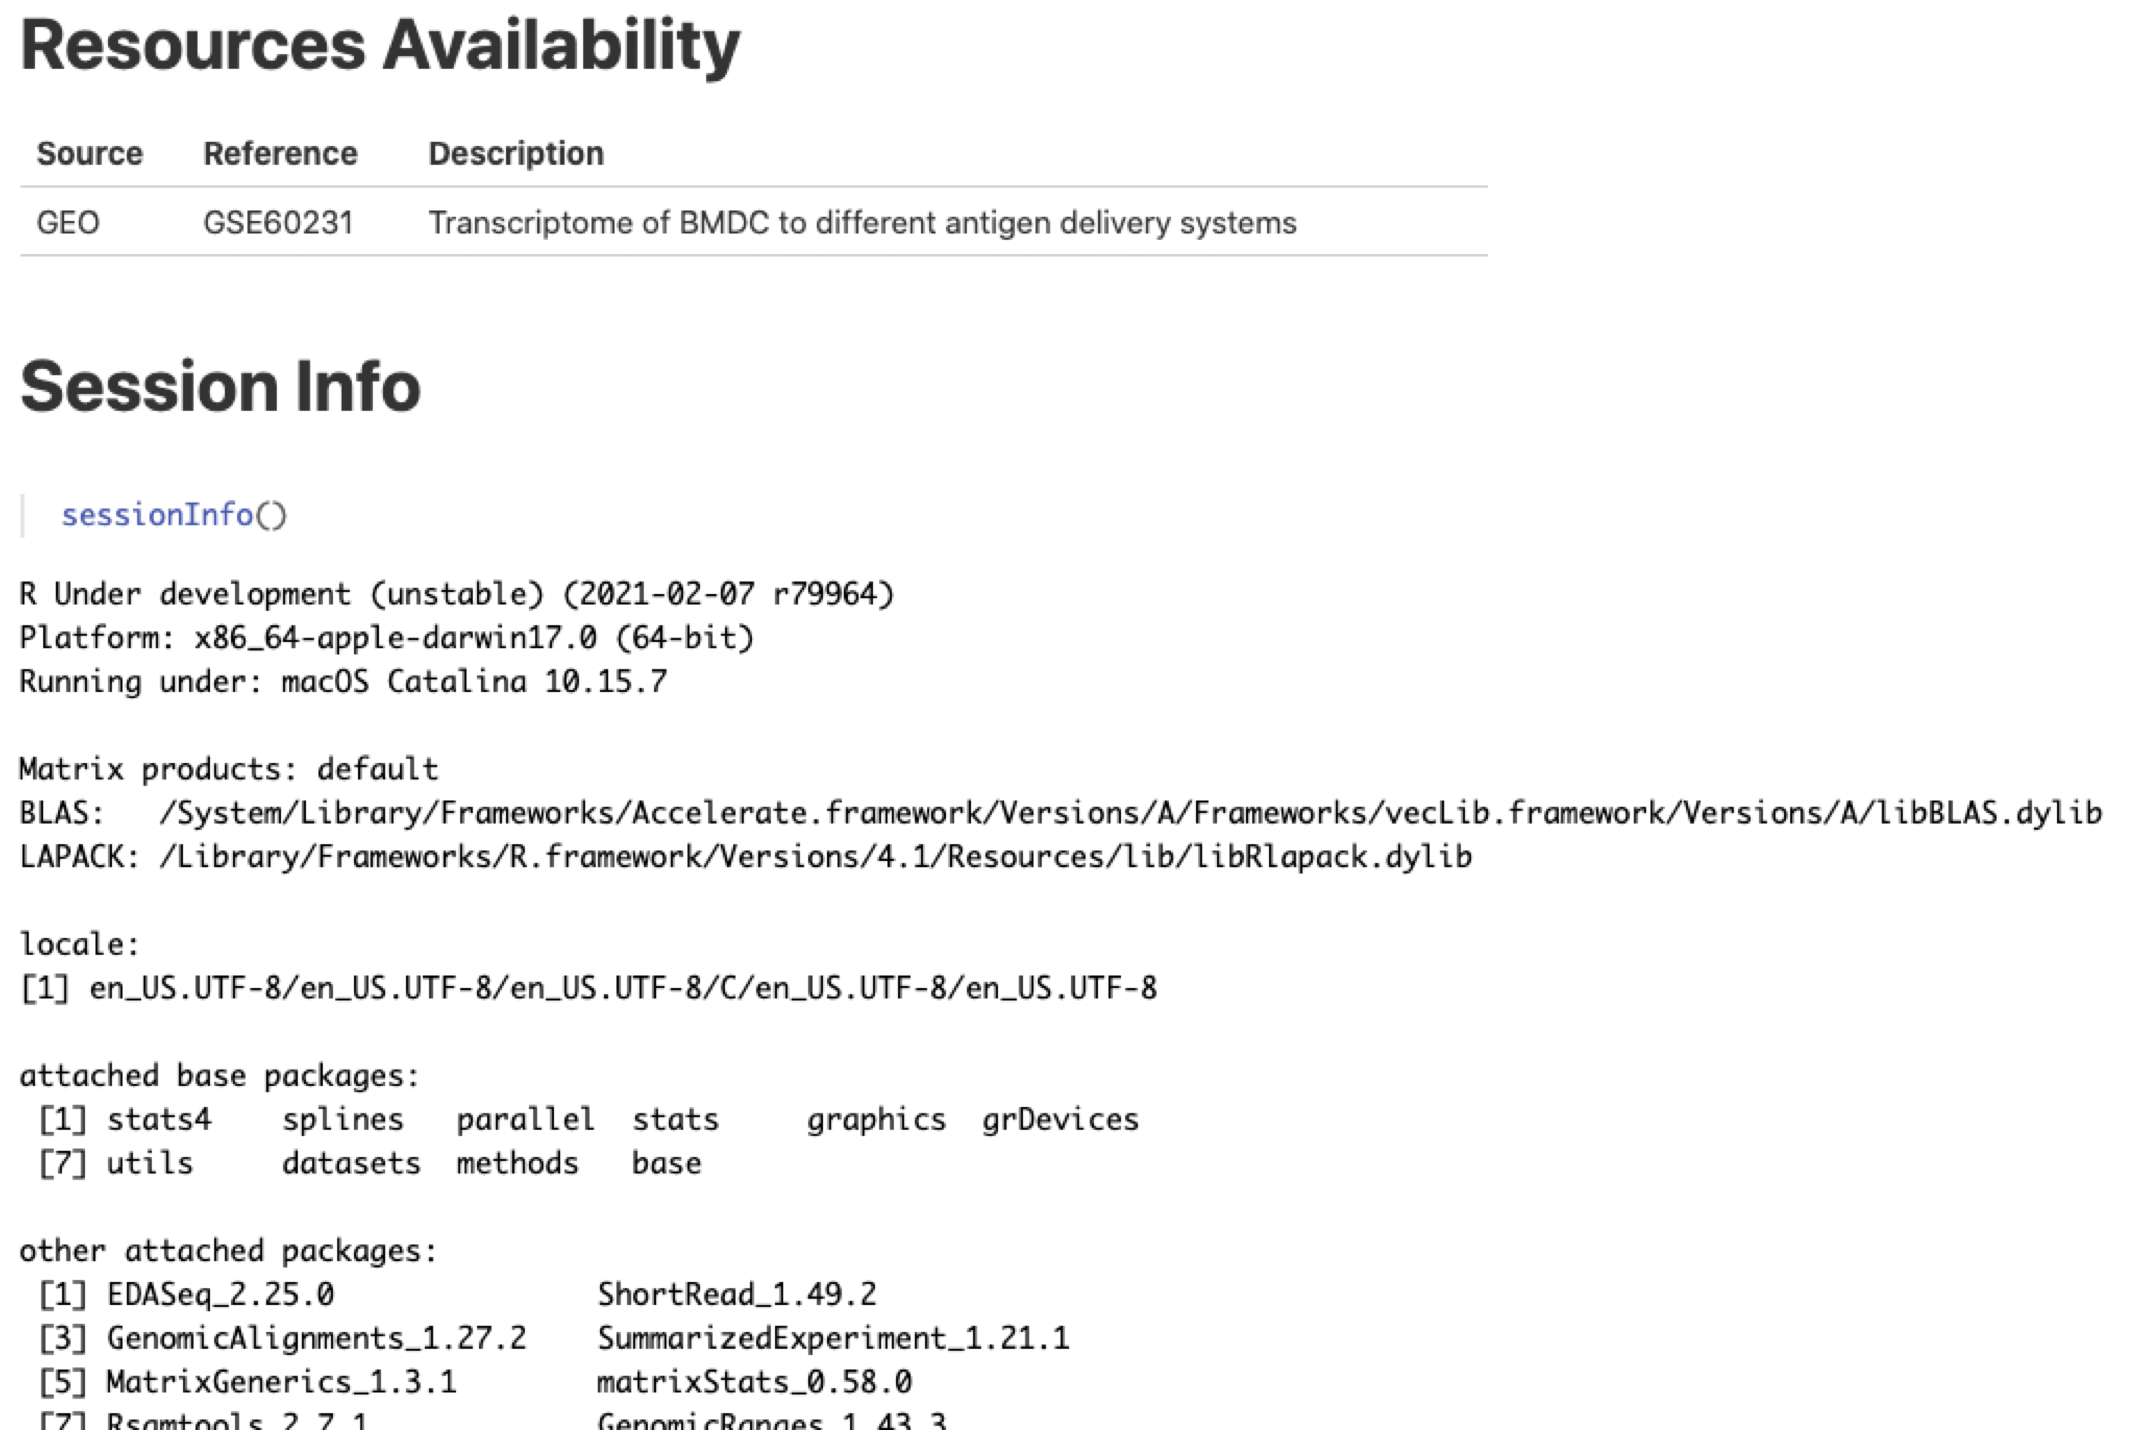 Resources Availability
Source Reference Description
GEO GSE60231 Transcriptome of BMDC to different antigen delivery systems
Session Info
sessionInfo()
R Under development (unstable) (2021-02-07 r79964)
Platform: x86_64-apple-darwin17.0 (64-bit)
Running under: macOS Catalina 10.15.7
Matrix products: default
BLAS:   /System/Library/Frameworks/Accelerate.framework/Versions/A/Frameworks/vecLib.framework/Versions/A/libBLAS.dylib
LAPACK: /Library/Frameworks/R.framework/Versions/4.1/Resources/lib/libRlapack.dylib
locale:
[1] en_US.UTF-8/en_US.UTF-8/en_US.UTF-8/C/en_US.UTF-8/en_US.UTF-8
attached base packages:
[1] stats4    splines   parallel  stats     graphics  grDevices
[7] utils     datasets  methods   base
other attached packages:
[1] EDASeq_2.25.0               ShortRead_1.49.2
[3] GenomicAlignments_1.27.2    SummarizedExperiment_1.21.1
[5] MatrixGenerics_1.3.1        matrixStats_0.58.0
[7] Rsamtools_2.7.1             GenomicRanges_1.43.3